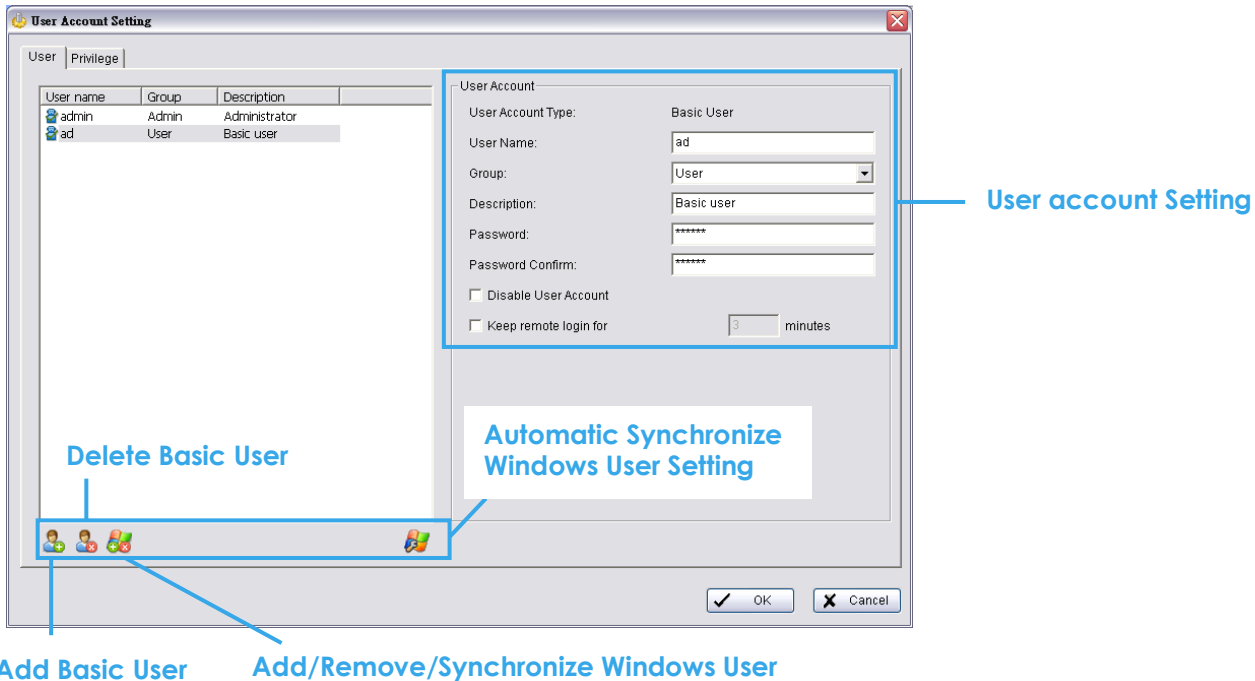 User Account Setting
User Privilege
User name Group Description
admin Admin Administrator
ad User Basic user
User Account
User Account Type: Basic User
User Name: ad
Group: User
Description: Basic user
Password: ******
Password Confirm: ******
Disable User Account
Keep remote login for 3 minutes
User account Setting
Automatic Synchronize
Windows User Setting
Delete Basic User
OK Cancel
Add Basic User
Add/Remove/Synchronize Windows User